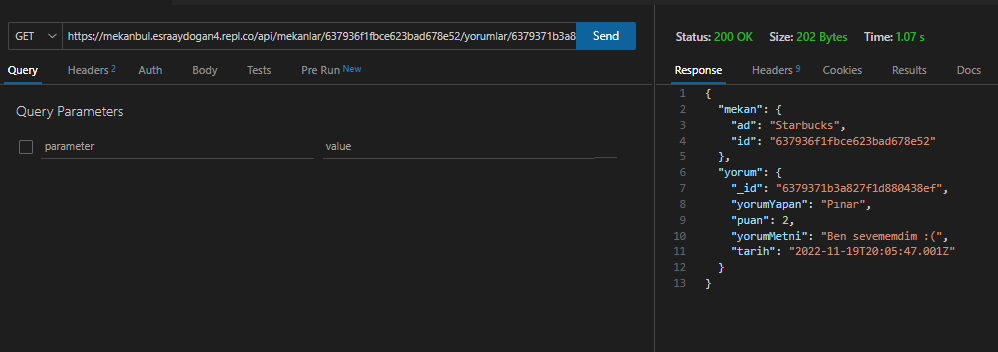 GET https://mekanbul.esraaydogan4.repl.co/api/mekanlar/637936f1fbce623bad678e52/yorumlar/6379371b3a8 Send
Query Headers 2 Auth Body Tests Pre Run New
Query Parameters
parameter value
Status: 200 OK Size: 202 Bytes Time: 1.07 s
Response Headers 9 Cookies Results Docs
1 {
2 "mekan": {
3 "ad": "Starbucks",
4 "id": "637936f1fbce623bad678e52"
5 },
6 "yorum": {
7 "_id": "6379371b3a827f1d880438ef",
8 "yorumYapan": "Pınar",
9 "puan": 2,
10 "yorumMetni": "Ben sevememdim :(",
11 "tarih": "2022-11-19T20:05:47.001Z"
12 }
13 }